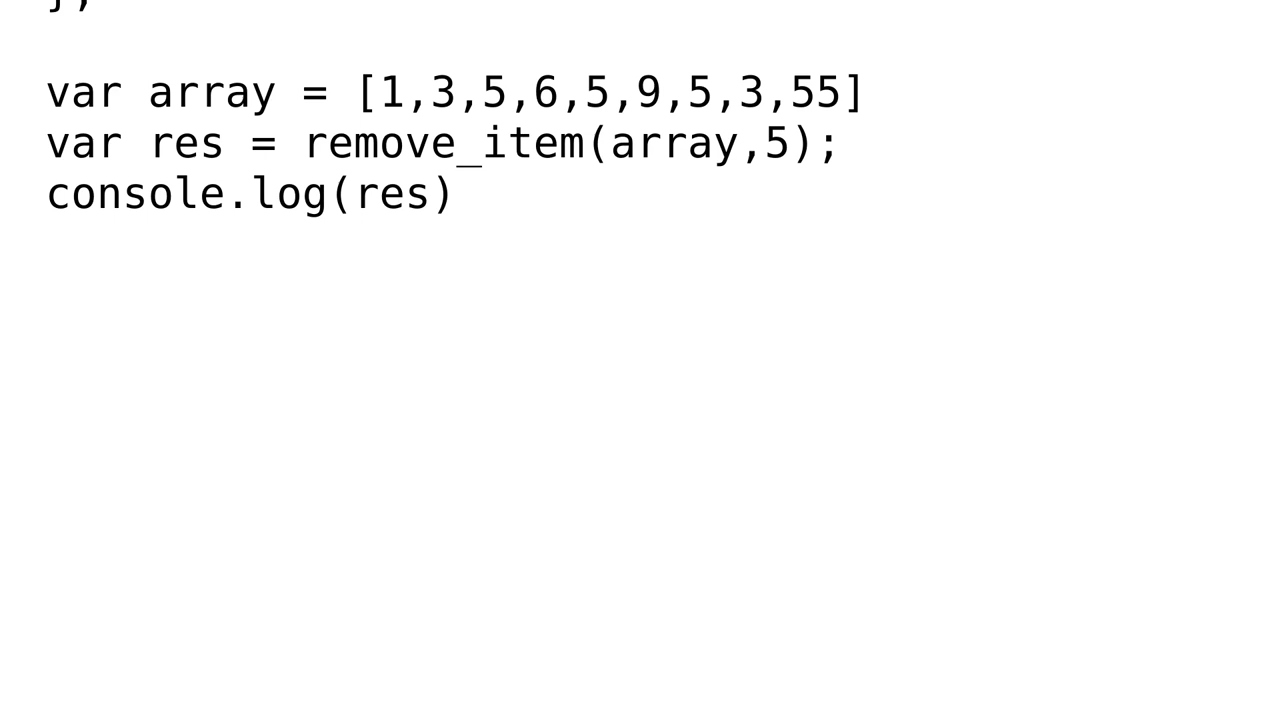 };
var array = [1,3,5,6,5,9,5,3,55]
var res = remove_item(array,5);
console.log(res)